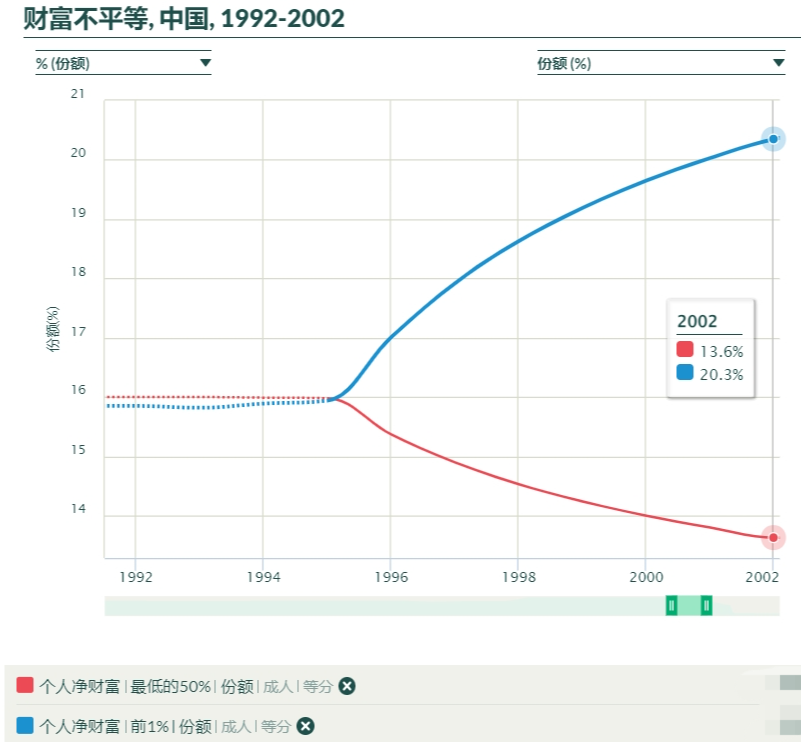 财富不平等, 中国, 1992-2002
% (份额) 份额 (%)
21
20
19
18
17
16
15
14
份额(%)
2002
13.6%
20.3%
1992 1994 1996 1998 2000 2002
个人净财富 | 最低的50% | 份额 | 成人 | 等分
个人净财富 | 前1% | 份额 | 成人 | 等分